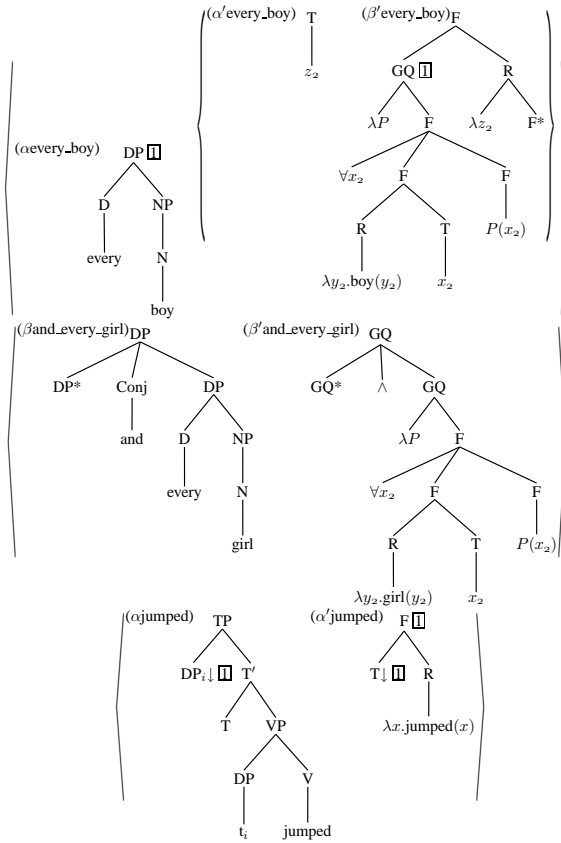 (α′every_boy) T (β′every_boy) F
z₂ GQ 1 R
λP F λz₂ F*
(αevery_boy) DP 1
∀x₂ F F
D NP
R T P(x₂)
every N
λy₂.boy(y₂) x₂
boy
(βand_every_girl) DP (β′and_every_girl) GQ
DP* Conj DP GQ* ∧ GQ
and D NP λP F
every N ∀x₂ F F
girl R T P(x₂)
λy₂.girl(y₂) x₂
(αjumped) TP (α′jumped) F 1
DPᵢ↓ 1 T′ T↓ 1 R
T VP λx.jumped(x)
DP V
tᵢ jumped